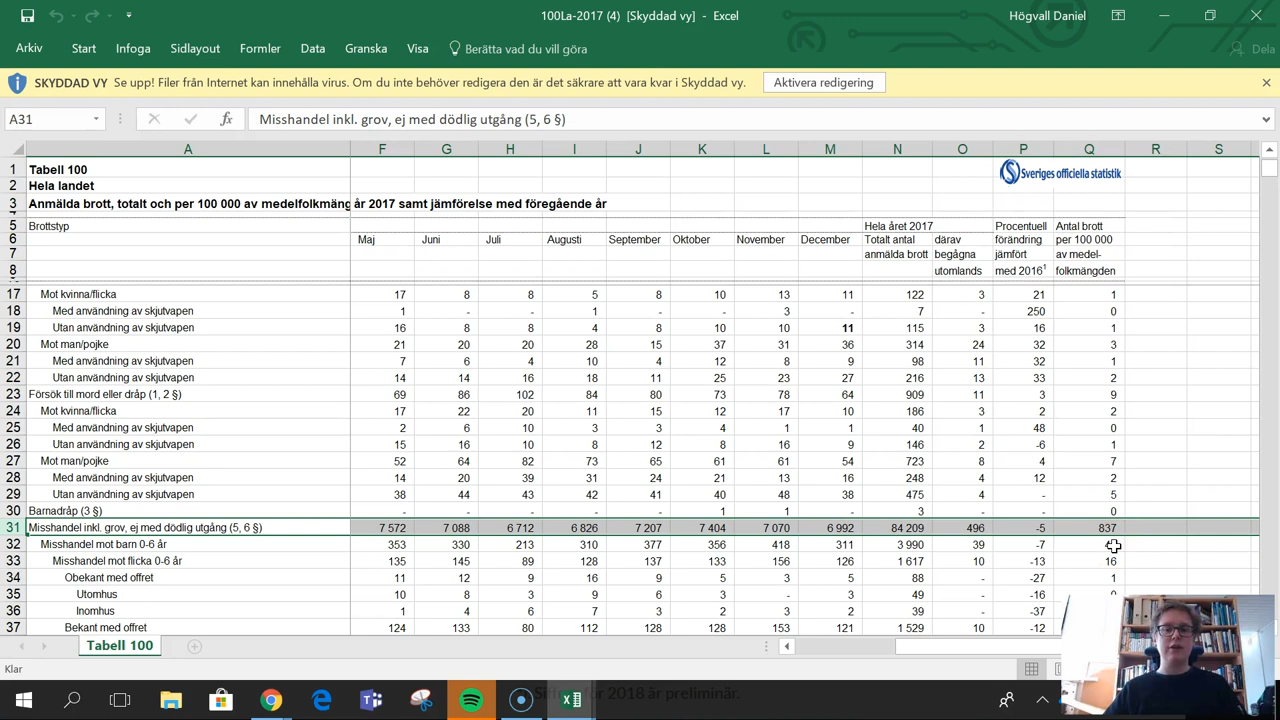 100La-2017 (4) [Skyddad vy] - Excel
Högvall Daniel
Arkiv Start Infoga Sidlayout Formler Data Granska Visa Berätta vad du vill göra Dela
SKYDDAD VY Se upp! Filer från Internet kan innehålla virus. Om du inte behöver redigera den är det säkrare att vara kvar i Skyddad vy. Aktivera redigering
A31 fx Misshandel inkl. grov, ej med dödlig utgång (5, 6 §)
A F G H I J K L M N O P Q R S
1 Tabell 100 Sveriges officiella statistik
2 Hela landet
3 Anmälda brott, totalt och per 100 000 av medelfolkmäng år 2017 samt jämförelse med föregående år
5 Brottstyp Hela året 2017 Procentuell Antal brott
6 Maj Juni Juli Augusti September Oktober November December Totalt antal därav förändring per 100 000
7 anmälda brott begågna jämfört av medel-
8 utomlands med 2016¹ folkmängden
17 Mot kvinna/flicka 17 8 8 5 8 10 13 11 122 3 21 1
18 Med användning av skjutvapen 1 - - 1 - - 3 - 7 - 250 0
19 Utan användning av skjutvapen 16 8 8 4 8 10 10 11 115 3 16 1
20 Mot man/pojke 21 20 20 28 15 37 31 36 314 24 32 3
21 Med användning av skjutvapen 7 6 4 10 4 12 8 9 98 11 32 1
22 Utan användning av skjutvapen 14 14 16 18 11 25 23 27 216 13 33 2
23 Försök till mord eller dråp (1, 2 §) 69 86 102 84 80 73 78 64 909 11 3 9
24 Mot kvinna/flicka 17 22 20 11 15 12 17 10 186 3 2 2
25 Med användning av skjutvapen 2 6 10 3 3 4 1 1 40 1 48 0
26 Utan användning av skjutvapen 15 16 10 8 12 8 16 9 146 2 -6 1
27 Mot man/pojke 52 64 82 73 65 61 61 54 723 8 4 7
28 Med användning av skjutvapen 14 20 39 31 24 21 13 16 248 4 12 2
29 Utan användning av skjutvapen 38 44 43 42 41 40 48 38 475 4 - 5
30 Barnadråp (3 §) - - - - - 1 1 - 3 - - 0
31 Misshandel inkl. grov, ej med dödlig utgång (5, 6 §) 7 572 7 088 6 712 6 826 7 207 7 404 7 070 6 992 84 209 496 -5 837
32 Misshandel mot barn 0-6 år 353 330 213 310 377 356 418 311 3 990 39 -7
33 Misshandel mot flicka 0-6 år 135 145 89 128 137 133 156 126 1 617 10 -13 16
34 Obekant med offret 11 12 9 16 9 5 3 5 88 - -27 1
35 Utomhus 10 8 3 9 6 3 - 3 49 - -16
36 Inomhus 1 4 6 7 3 2 3 2 39 - -37
37 Bekant med offret 124 133 80 112 128 128 153 121 1 529 10 -12
Tabell 100
Klar
Siffror för 2018 är preliminär.